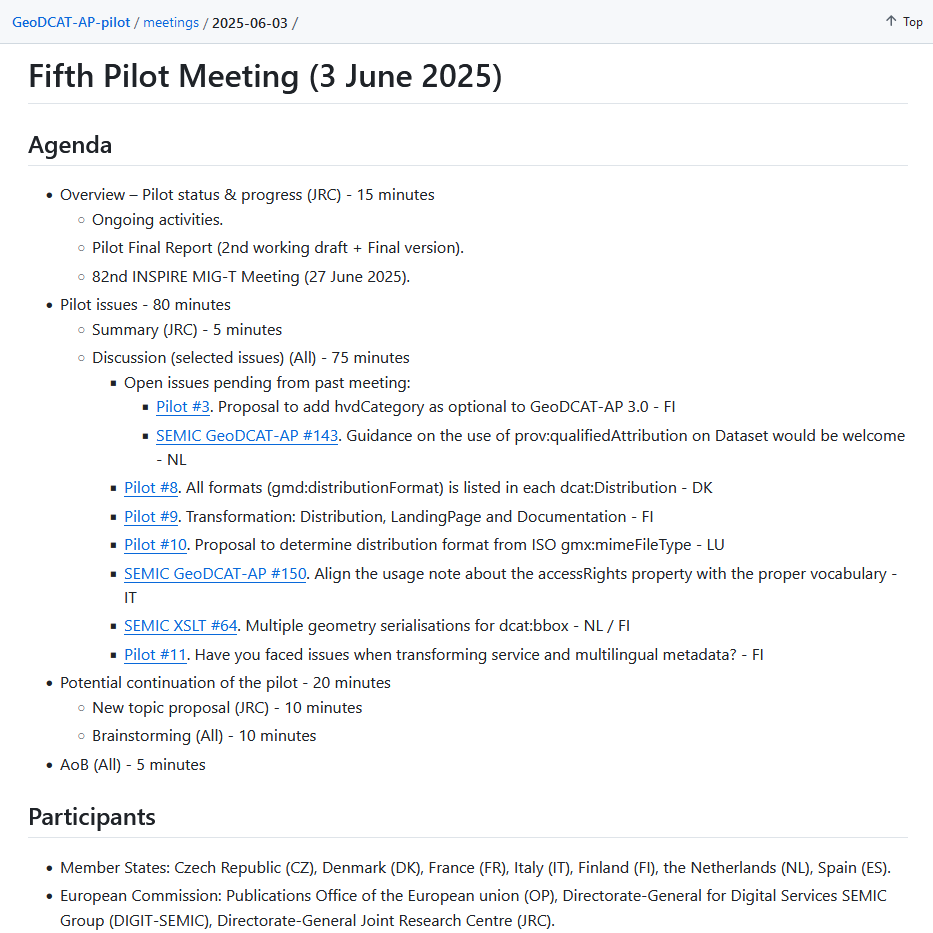 GeoDCAT-AP-pilot / meetings / 2025-06-03 /
Top
Fifth Pilot Meeting (3 June 2025)
Agenda
Overview – Pilot status & progress (JRC) - 15 minutes
Ongoing activities.
Pilot Final Report (2nd working draft + Final version).
82nd INSPIRE MIG-T Meeting (27 June 2025).
Pilot issues - 80 minutes
Summary (JRC) - 5 minutes
Discussion (selected issues) (All) - 75 minutes
Open issues pending from past meeting:
Pilot #3. Proposal to add hvdCategory as optional to GeoDCAT-AP 3.0 - FI
SEMIC GeoDCAT-AP #143. Guidance on the use of prov:qualifiedAttribution on Dataset would be welcome
- NL
Pilot #8. All formats (gmd:distributionFormat) is listed in each dcat:Distribution - DK
Pilot #9. Transformation: Distribution, LandingPage and Documentation - FI
Pilot #10. Proposal to determine distribution format from ISO gmx:mimeFileType - LU
SEMIC GeoDCAT-AP #150. Align the usage note about the accessRights property with the proper vocabulary -
IT
SEMIC XSLT #64. Multiple geometry serialisations for dcat:bbox - NL / FI
Pilot #11. Have you faced issues when transforming service and multilingual metadata? - FI
Potential continuation of the pilot - 20 minutes
New topic proposal (JRC) - 10 minutes
Brainstorming (All) - 10 minutes
AoB (All) - 5 minutes
Participants
Member States: Czech Republic (CZ), Denmark (DK), France (FR), Italy (IT), Finland (FI), the Netherlands (NL), Spain (ES).
European Commission: Publications Office of the European union (OP), Directorate-General for Digital Services SEMIC
Group (DIGIT-SEMIC), Directorate-General Joint Research Centre (JRC).